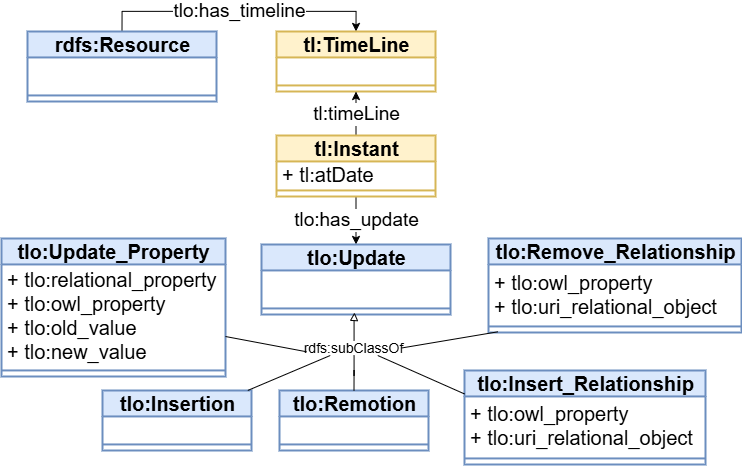 tlo:has_timeline
rdfs:Resource
tl:TimeLine
tl:timeLine
tl:Instant
+ tl:atDate
tlo:has_update
tlo:Update_Property
+ tlo:relational_property
+ tlo:owl_property
+ tlo:old_value
+ tlo:new_value
tlo:Update
tlo:Remove_Relationship
+ tlo:owl_property
+ tlo:uri_relational_object
rdfs:subClassOf
tlo:Insertion
tlo:Remotion
tlo:Insert_Relationship
+ tlo:owl_property
+ tlo:uri_relational_object